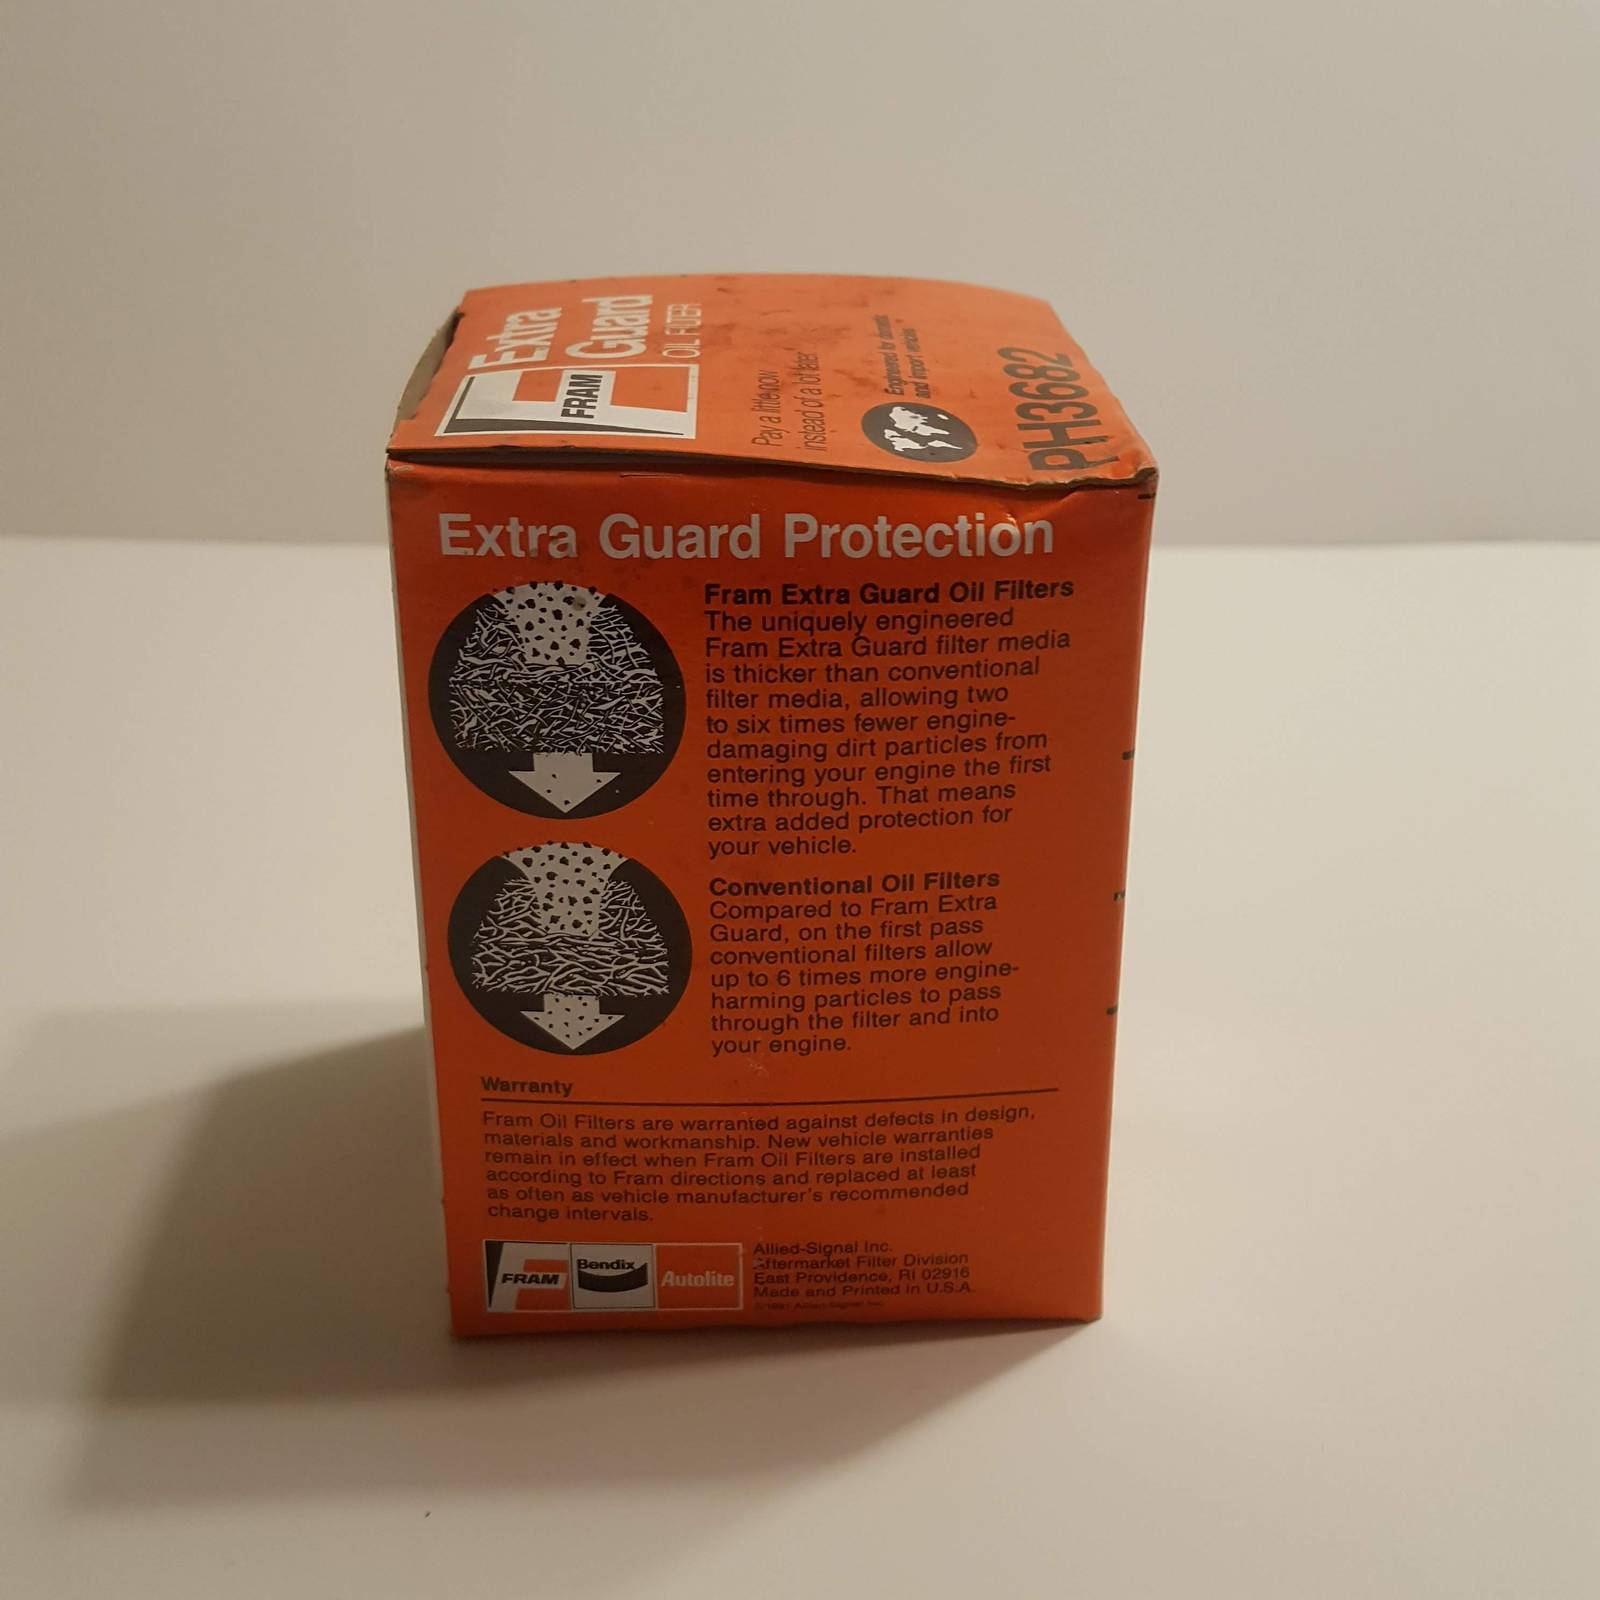 Extra
Guard
OIL FILTER
FRAM
Pay a little now
instead of a lot later
Engineered for domestic
and import vehicles
PH3682
Extra Guard Protection
Fram Extra Guard Oil Filters
The uniquely engineered
Fram Extra Guard filter media
is thicker than conventional
filter media, allowing two
to six times fewer engine-
damaging dirt particles from
entering your engine the first
time through. That means
extra added protection for
your vehicle.
Conventional Oil Filters
Compared to Fram Extra
Guard, on the first pass
conventional filters allow
up to 6 times more engine-
harming particles to pass
through the filter and into
your engine.
Warranty
Fram Oil Filters are warranted against defects in design,
materials and workmanship. New vehicle warranties
remain in effect when Fram Oil Filters are installed
according to Fram directions and replaced at least
as often as vehicle manufacturer's recommended
change intervals.
FRAM
Bendix
Autolite
Allied-Signal Inc.
Aftermarket Filter Division
East Providence, RI 02916
Made and Printed in U.S.A.
Allied-Signal Inc.